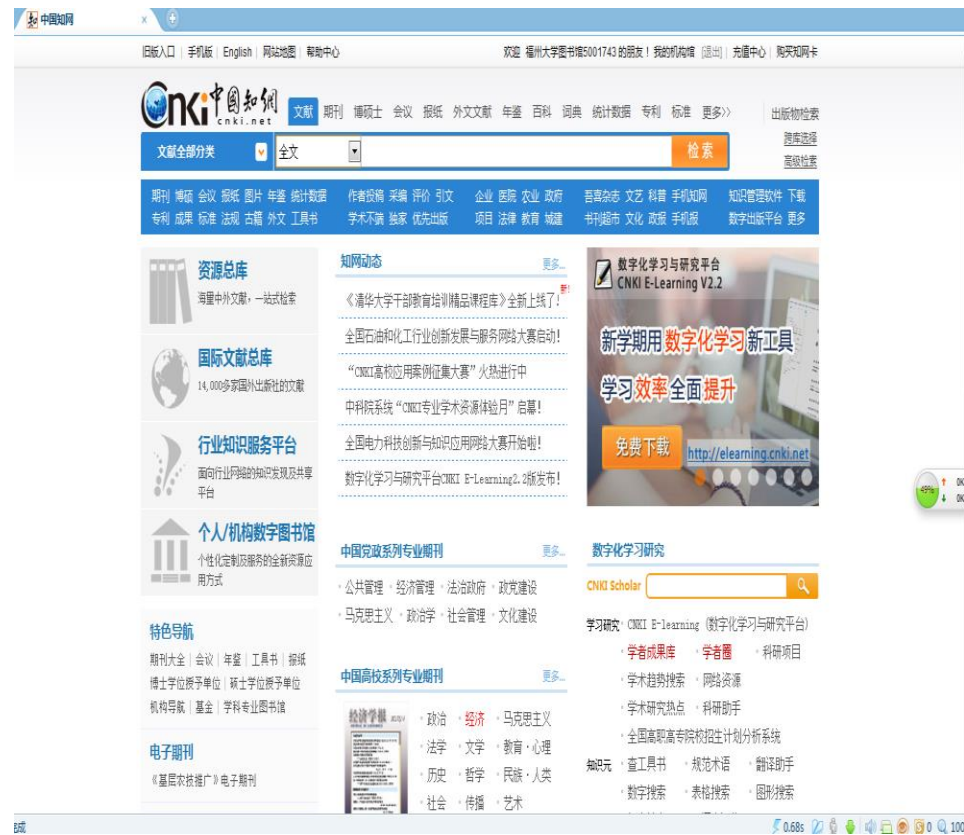 中国知网
旧版入口 | 手机版 | English | 网站地图 | 帮助中心
欢迎 福州大学图书馆5001743 的朋友！ 我的机构馆 [退出] | 充值中心 | 购买知网卡
Cnki 中国知網
cnki.net
文献 期刊 博硕士 会议 报纸 外文文献 年鉴 百科 词典 统计数据 专利 标准 更多>>
出版物检索
跨库选择
高级检索
文献全部分类 全文 检索
期刊 博硕 会议 报纸 图片 年鉴 统计数据 作者投稿 采编 评价 引文 企业 医院 农业 政府 吾喜杂志 文艺 科普 手机知网 知识管理软件 下载
专利 成果 标准 法规 古籍 外文 工具书 学术不端 独家 优先出版 项目 法律 教育 城建 书刊超市 文化 政报 手机报 数字出版平台 更多
资源总库
海量中外文献，一站式检索
国际文献总库
14,000多家国外出版社的文献
行业知识服务平台
面向行业网络的知识发现及共享
平台
个人/机构数字图书馆
个性化定制及服务的全新资源应
用方式
特色导航
期刊大全 | 会议 | 年鉴 | 工具书 | 报纸
博士学位授予单位 | 硕士学位授予单位
机构导航 | 基金 | 学科专业图书馆
电子期刊
《基层农技推广》电子期刊
知网动态 更多...
《清华大学干部教育培训精品课程库》全新上线了! 新!
全国石油和化工行业创新发展与服务网络大赛启动!
“CNKI高校应用案例征集大赛”火热进行中
中科院系统“CNKI专业学术资源体验月”启幕!
全国电力科技创新与知识应用网络大赛开始啦!
数字化学习与研究平台CNKI E-Learning2.2版发布!
中国党政系列专业期刊 更多...
·公共管理 ·经济管理 ·法治政府 ·政党建设
·马克思主义 ·政治学 ·社会管理 ·文化建设
中国高校系列专业期刊 更多...
经济学报
·政治 ·经济 ·马克思主义
·法学 ·文学 ·教育·心理
·历史 ·哲学 ·民族·人类
·社会 ·传播 ·艺术
数字化学习与研究平台
CNKI E-Learning V2.2
新学期用数字化学习新工具
学习效率全面提升
免费下载 http://elearning.cnki.net
数字化学习研究
CNKI Scholar
学习研究 · CNKI E-learning (数字化学习与研究平台)
·学者成果库 ·学者圈 ·科研项目
·学术趋势搜索 ·网络资源
·学术研究热点 ·科研助手
·全国高职高专院校招生计划分析系统
知识元 ·查工具书 ·规范术语 ·翻译助手
·数字搜索 ·表格搜索 ·图形搜索
49% ↑ 0K
↓ 0K
完成
0.68s 0 100